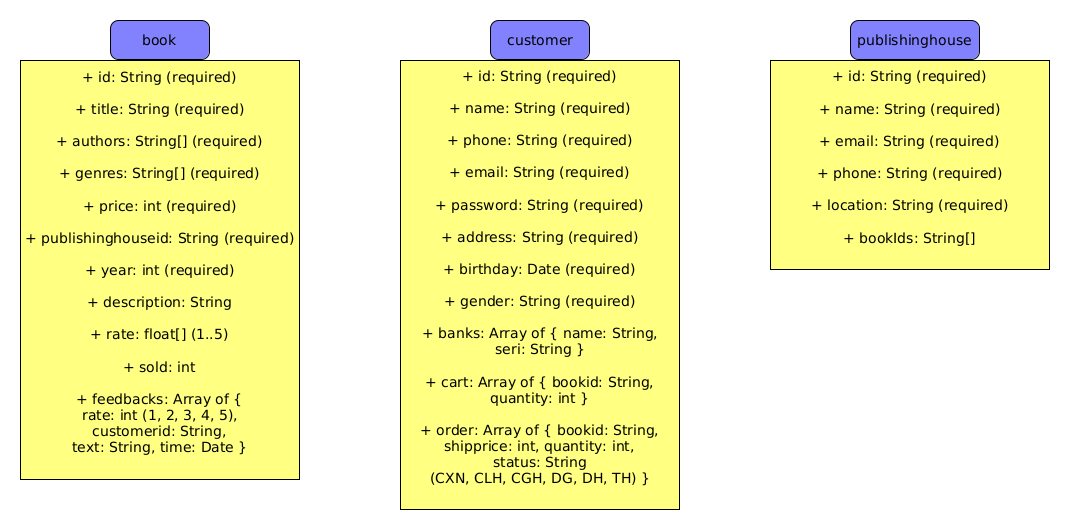 book
+ id: String (required)
+ title: String (required)
+ authors: String[] (required)
+ genres: String[] (required)
+ price: int (required)
+ publishinghouseid: String (required)
+ year: int (required)
+ description: String
+ rate: float[] (1..5)
+ sold: int
+ feedbacks: Array of {
rate: int (1, 2, 3, 4, 5),
customerid: String,
text: String, time: Date }
customer
+ id: String (required)
+ name: String (required)
+ phone: String (required)
+ email: String (required)
+ password: String (required)
+ address: String (required)
+ birthday: Date (required)
+ gender: String (required)
+ banks: Array of { name: String,
seri: String }
+ cart: Array of { bookid: String,
quantity: int }
+ order: Array of { bookid: String,
shipprice: int, quantity: int,
status: String
(CXN, CLH, CGH, DG, DH, TH) }
publishinghouse
+ id: String (required)
+ name: String (required)
+ email: String (required)
+ phone: String (required)
+ location: String (required)
+ bookIds: String[]